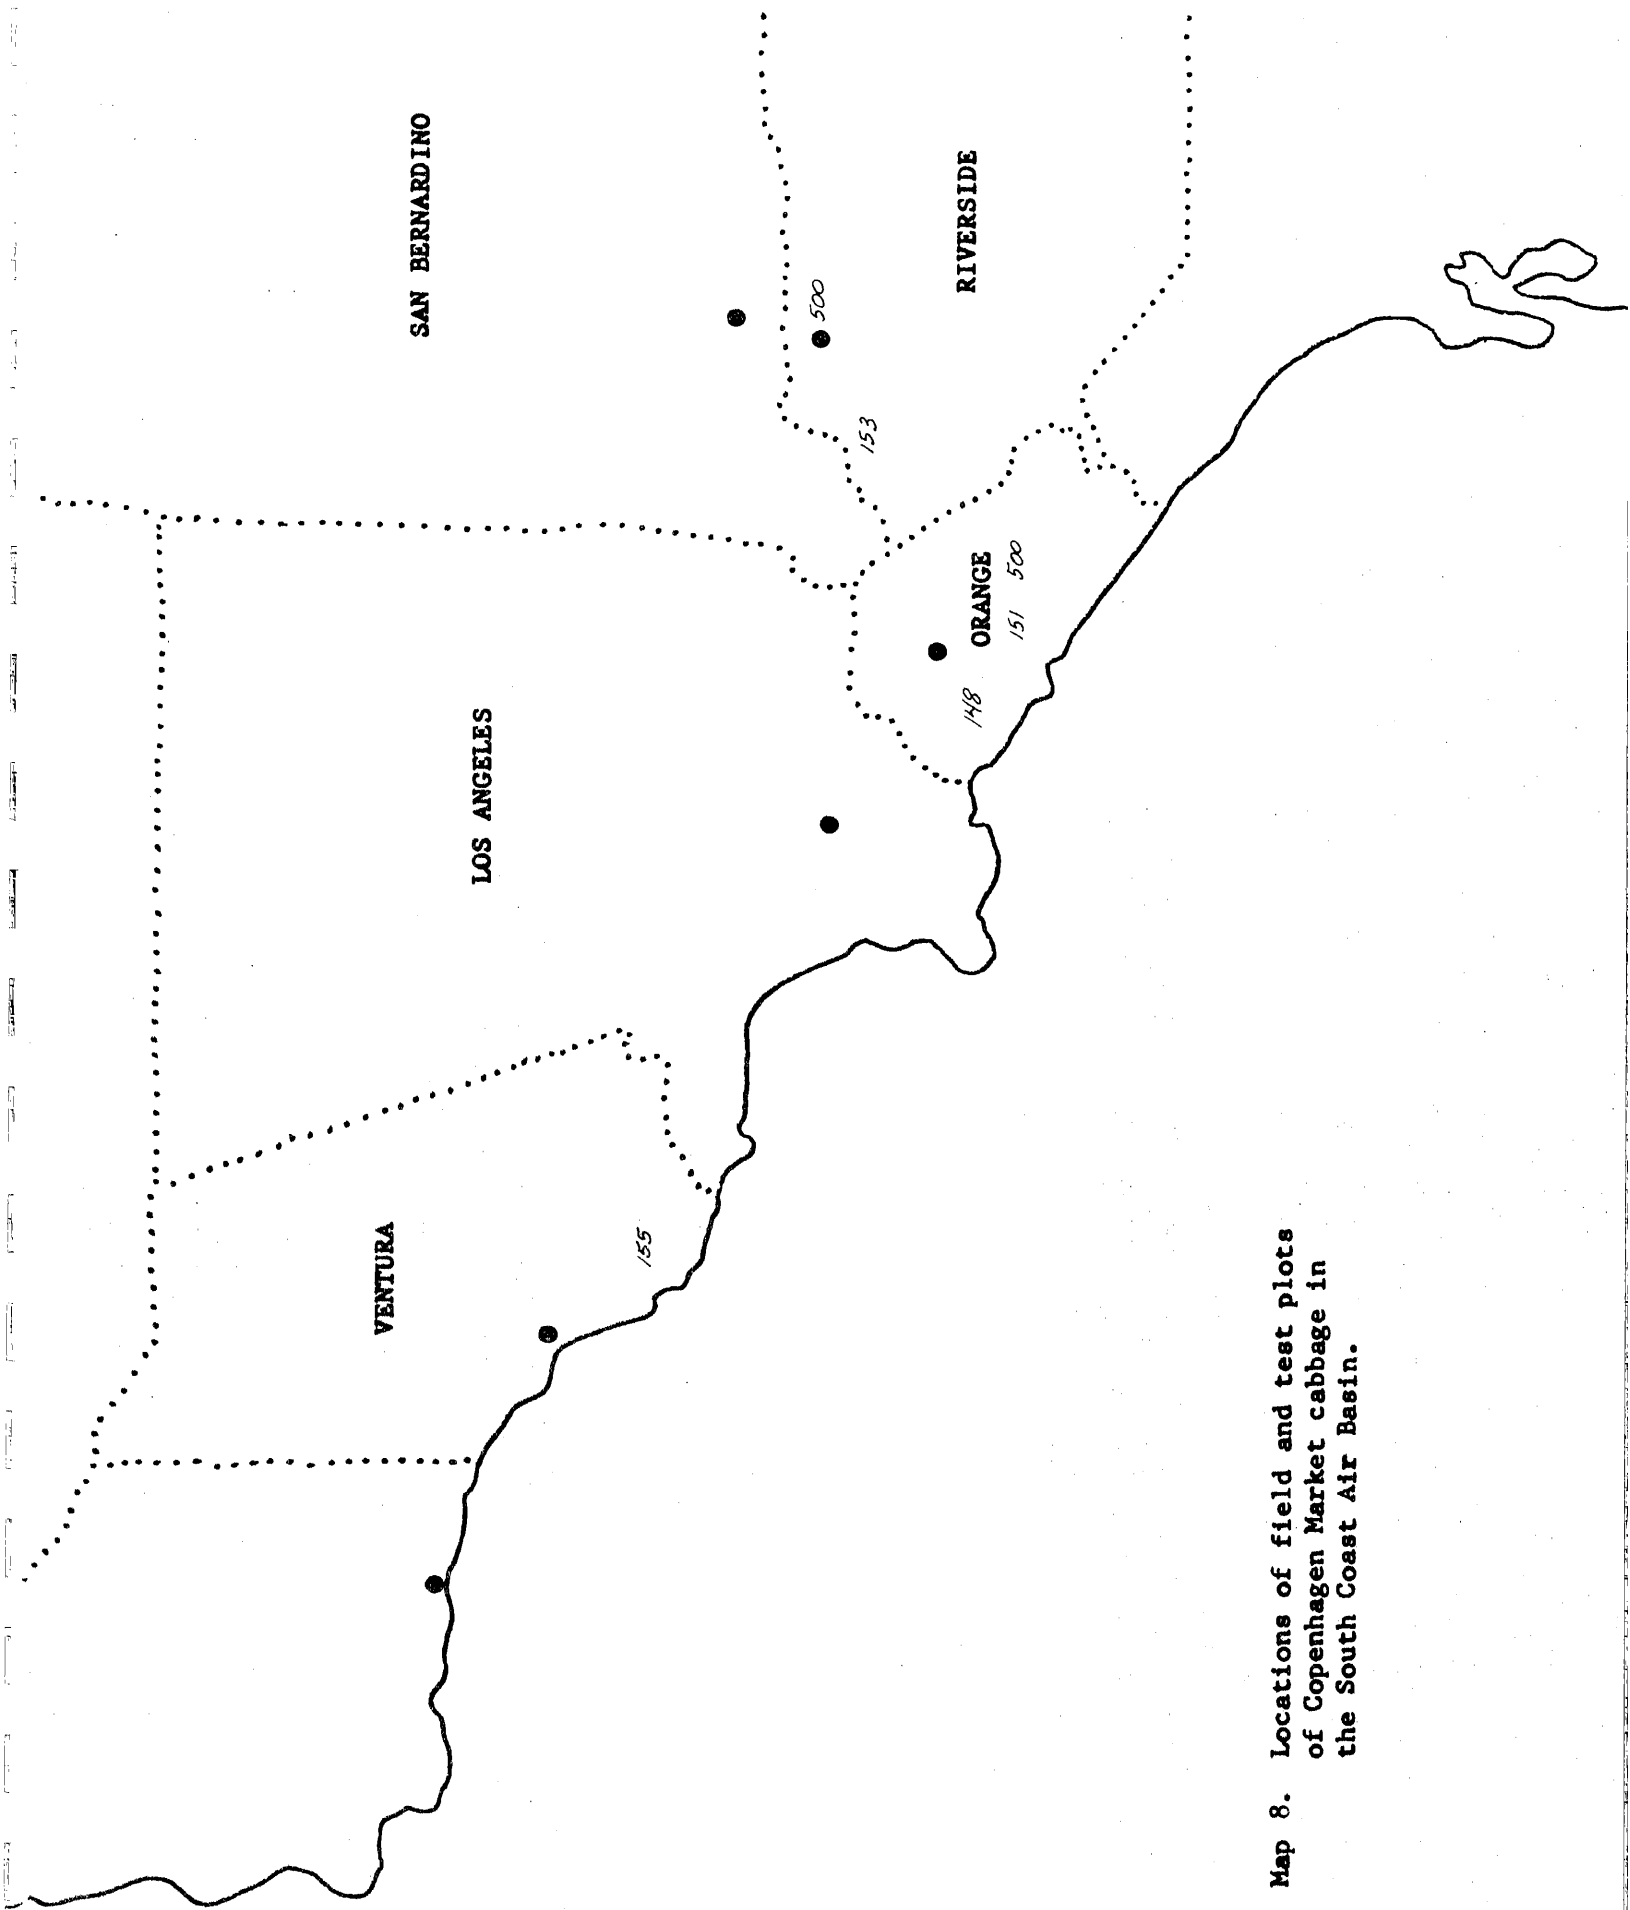 SAN BERNARDINO
LOS ANGELES
VENTURA
155
500
153
RIVERSIDE
ORANGE
148
151 500
Map 8. Locations of field and test plots
of Copenhagen Market cabbage in
the South Coast Air Basin.